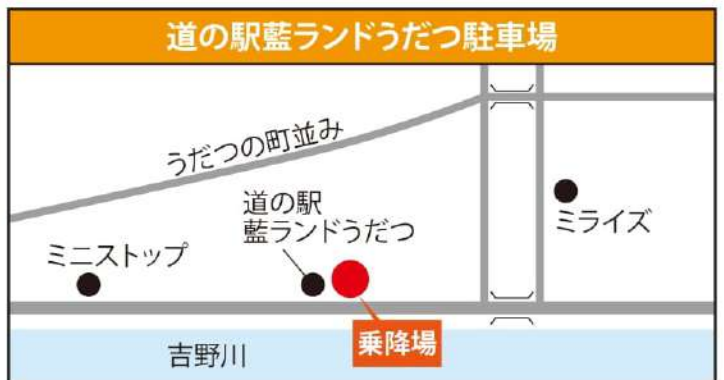 道の駅藍ランドうだつ駐車場
うだつの町並み
道の駅
藍ランドうだつ
ミライズ
ミニストップ
乗降場
吉野川